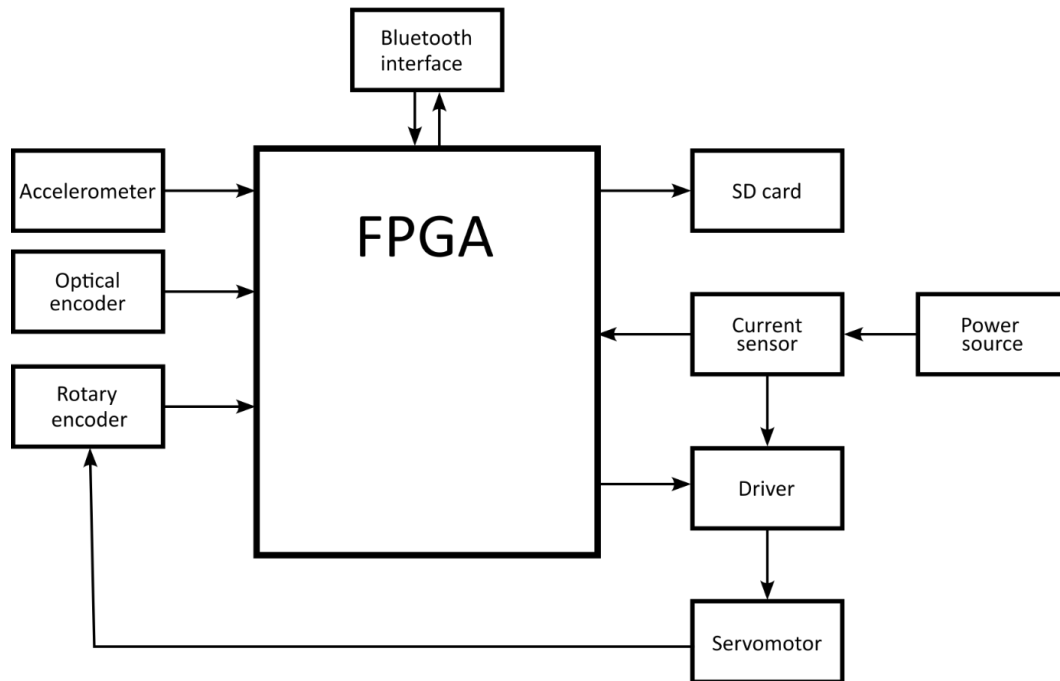 Bluetooth
interface
Accelerometer
FPGA
SD card
Optical
encoder
Current
sensor
Power
source
Rotary
encoder
Driver
Servomotor